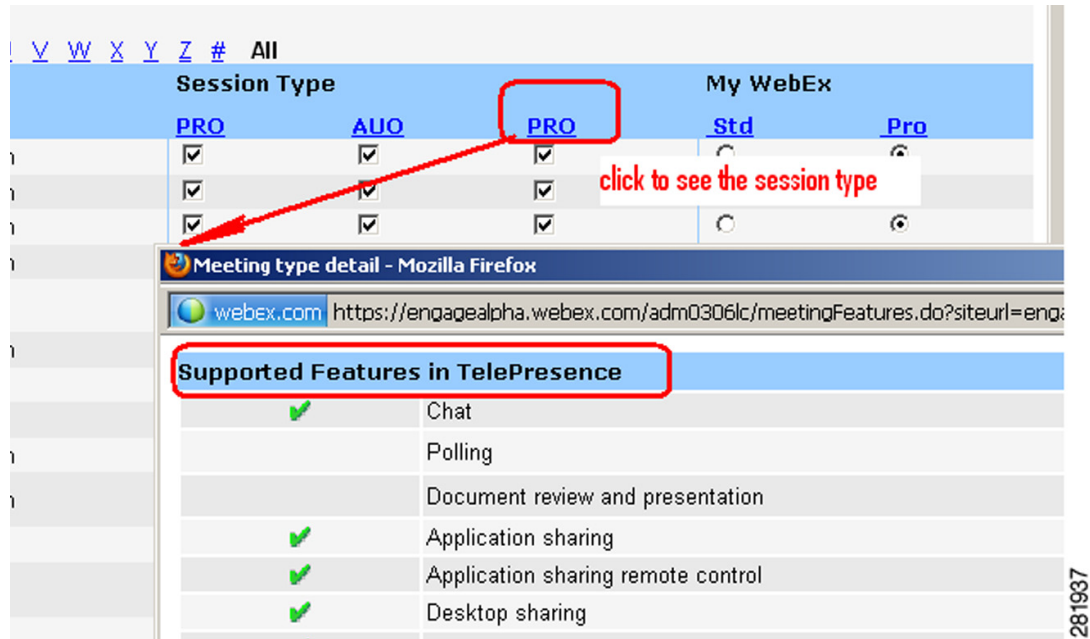 V W X Y Z # All
Session Type My WebEx
PRO AUO PRO Std Pro
click to see the session type
Meeting type detail - Mozilla Firefox
webex.com https://engagealpha.webex.com/adm0306lc/meetingFeatures.do?siteurl=enga
Supported Features in TelePresence
Chat
Polling
Document review and presentation
Application sharing
Application sharing remote control
Desktop sharing
281937